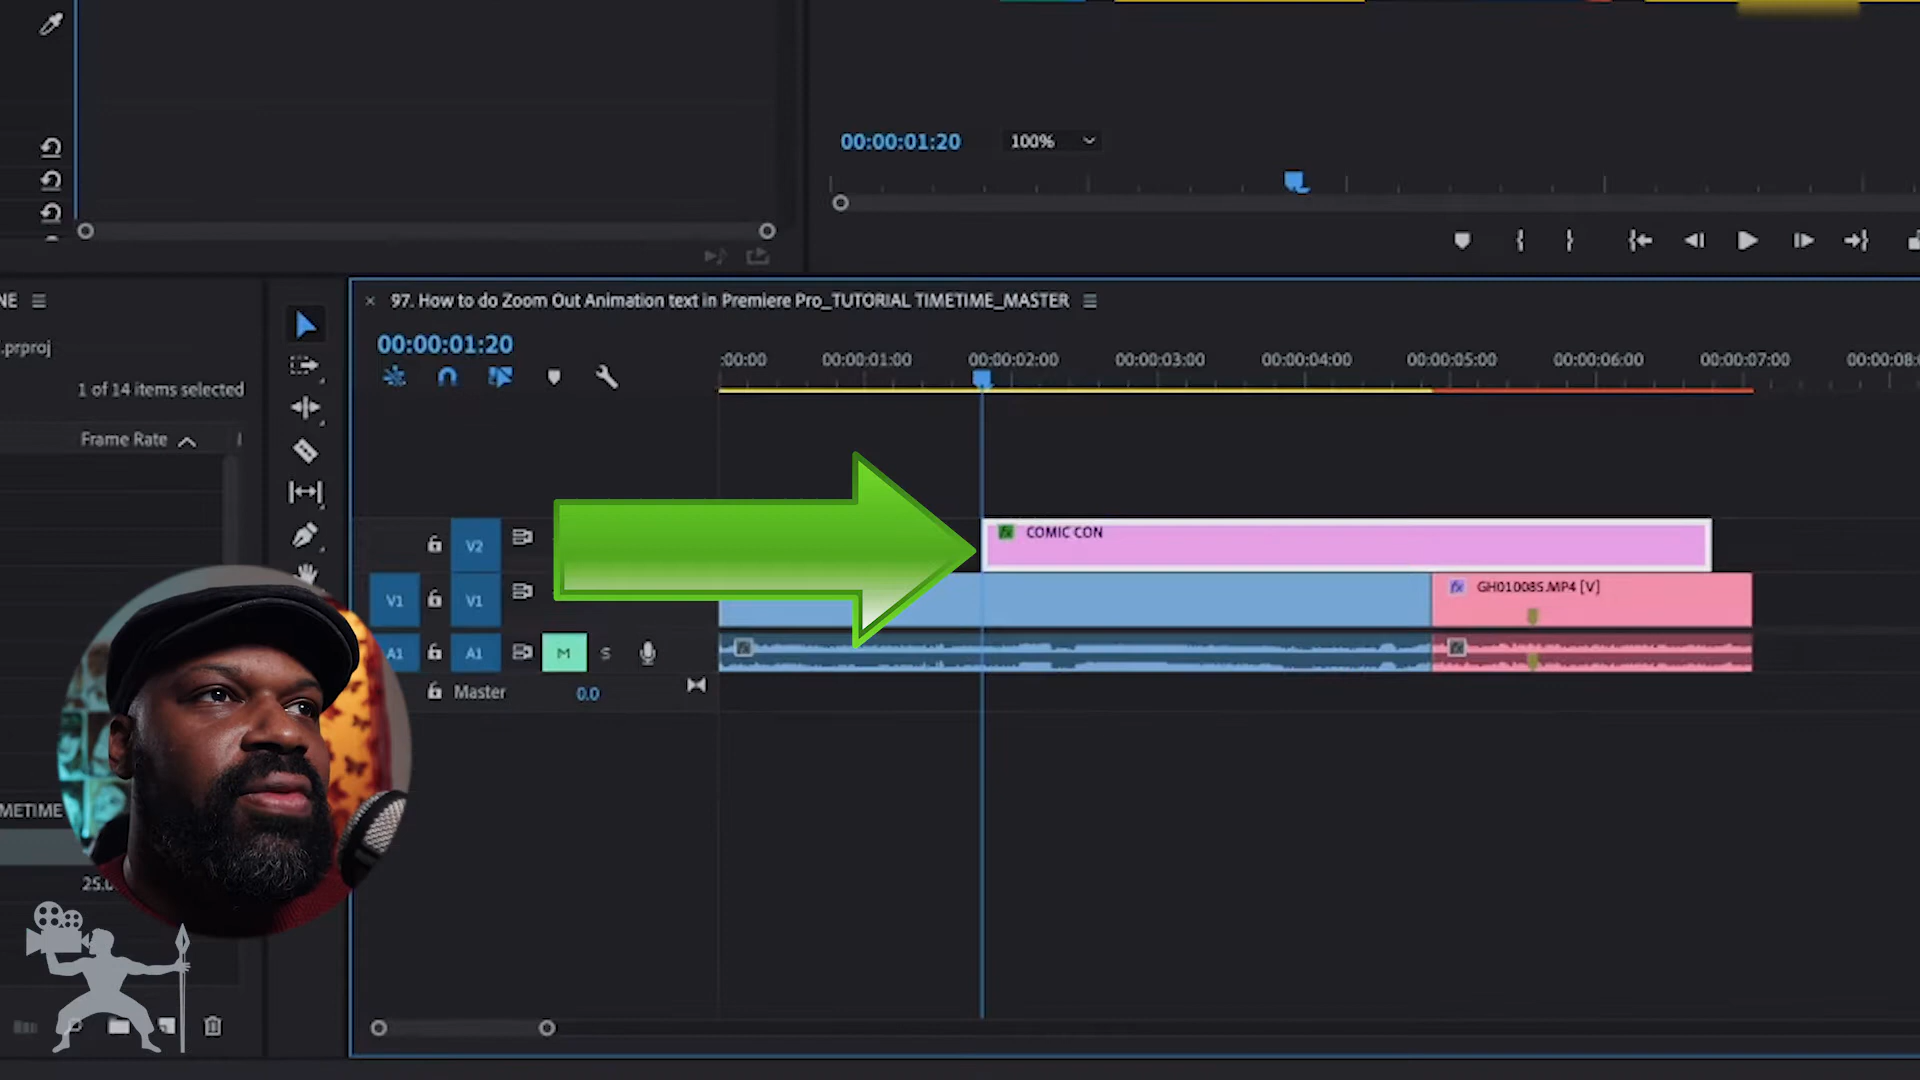 00:00:01:20 100%
NE
97. How to do Zoom Out Animation text in Premiere Pro_TUTORIAL TIMETIME_MASTER
.prproj
00:00:01:20
:00:00 00:00:01:00 00:00:02:00 00:00:03:00 00:00:04:00 00:00:05:00 00:00:06:00 00:00:07:00 00:00:08:
1 of 14 items selected
Frame Rate
fx COMIC CON
V2
V1 V1
fx GH010085.MP4 [V]
A1 A1 M S
Master 0.0
METIME
25.0